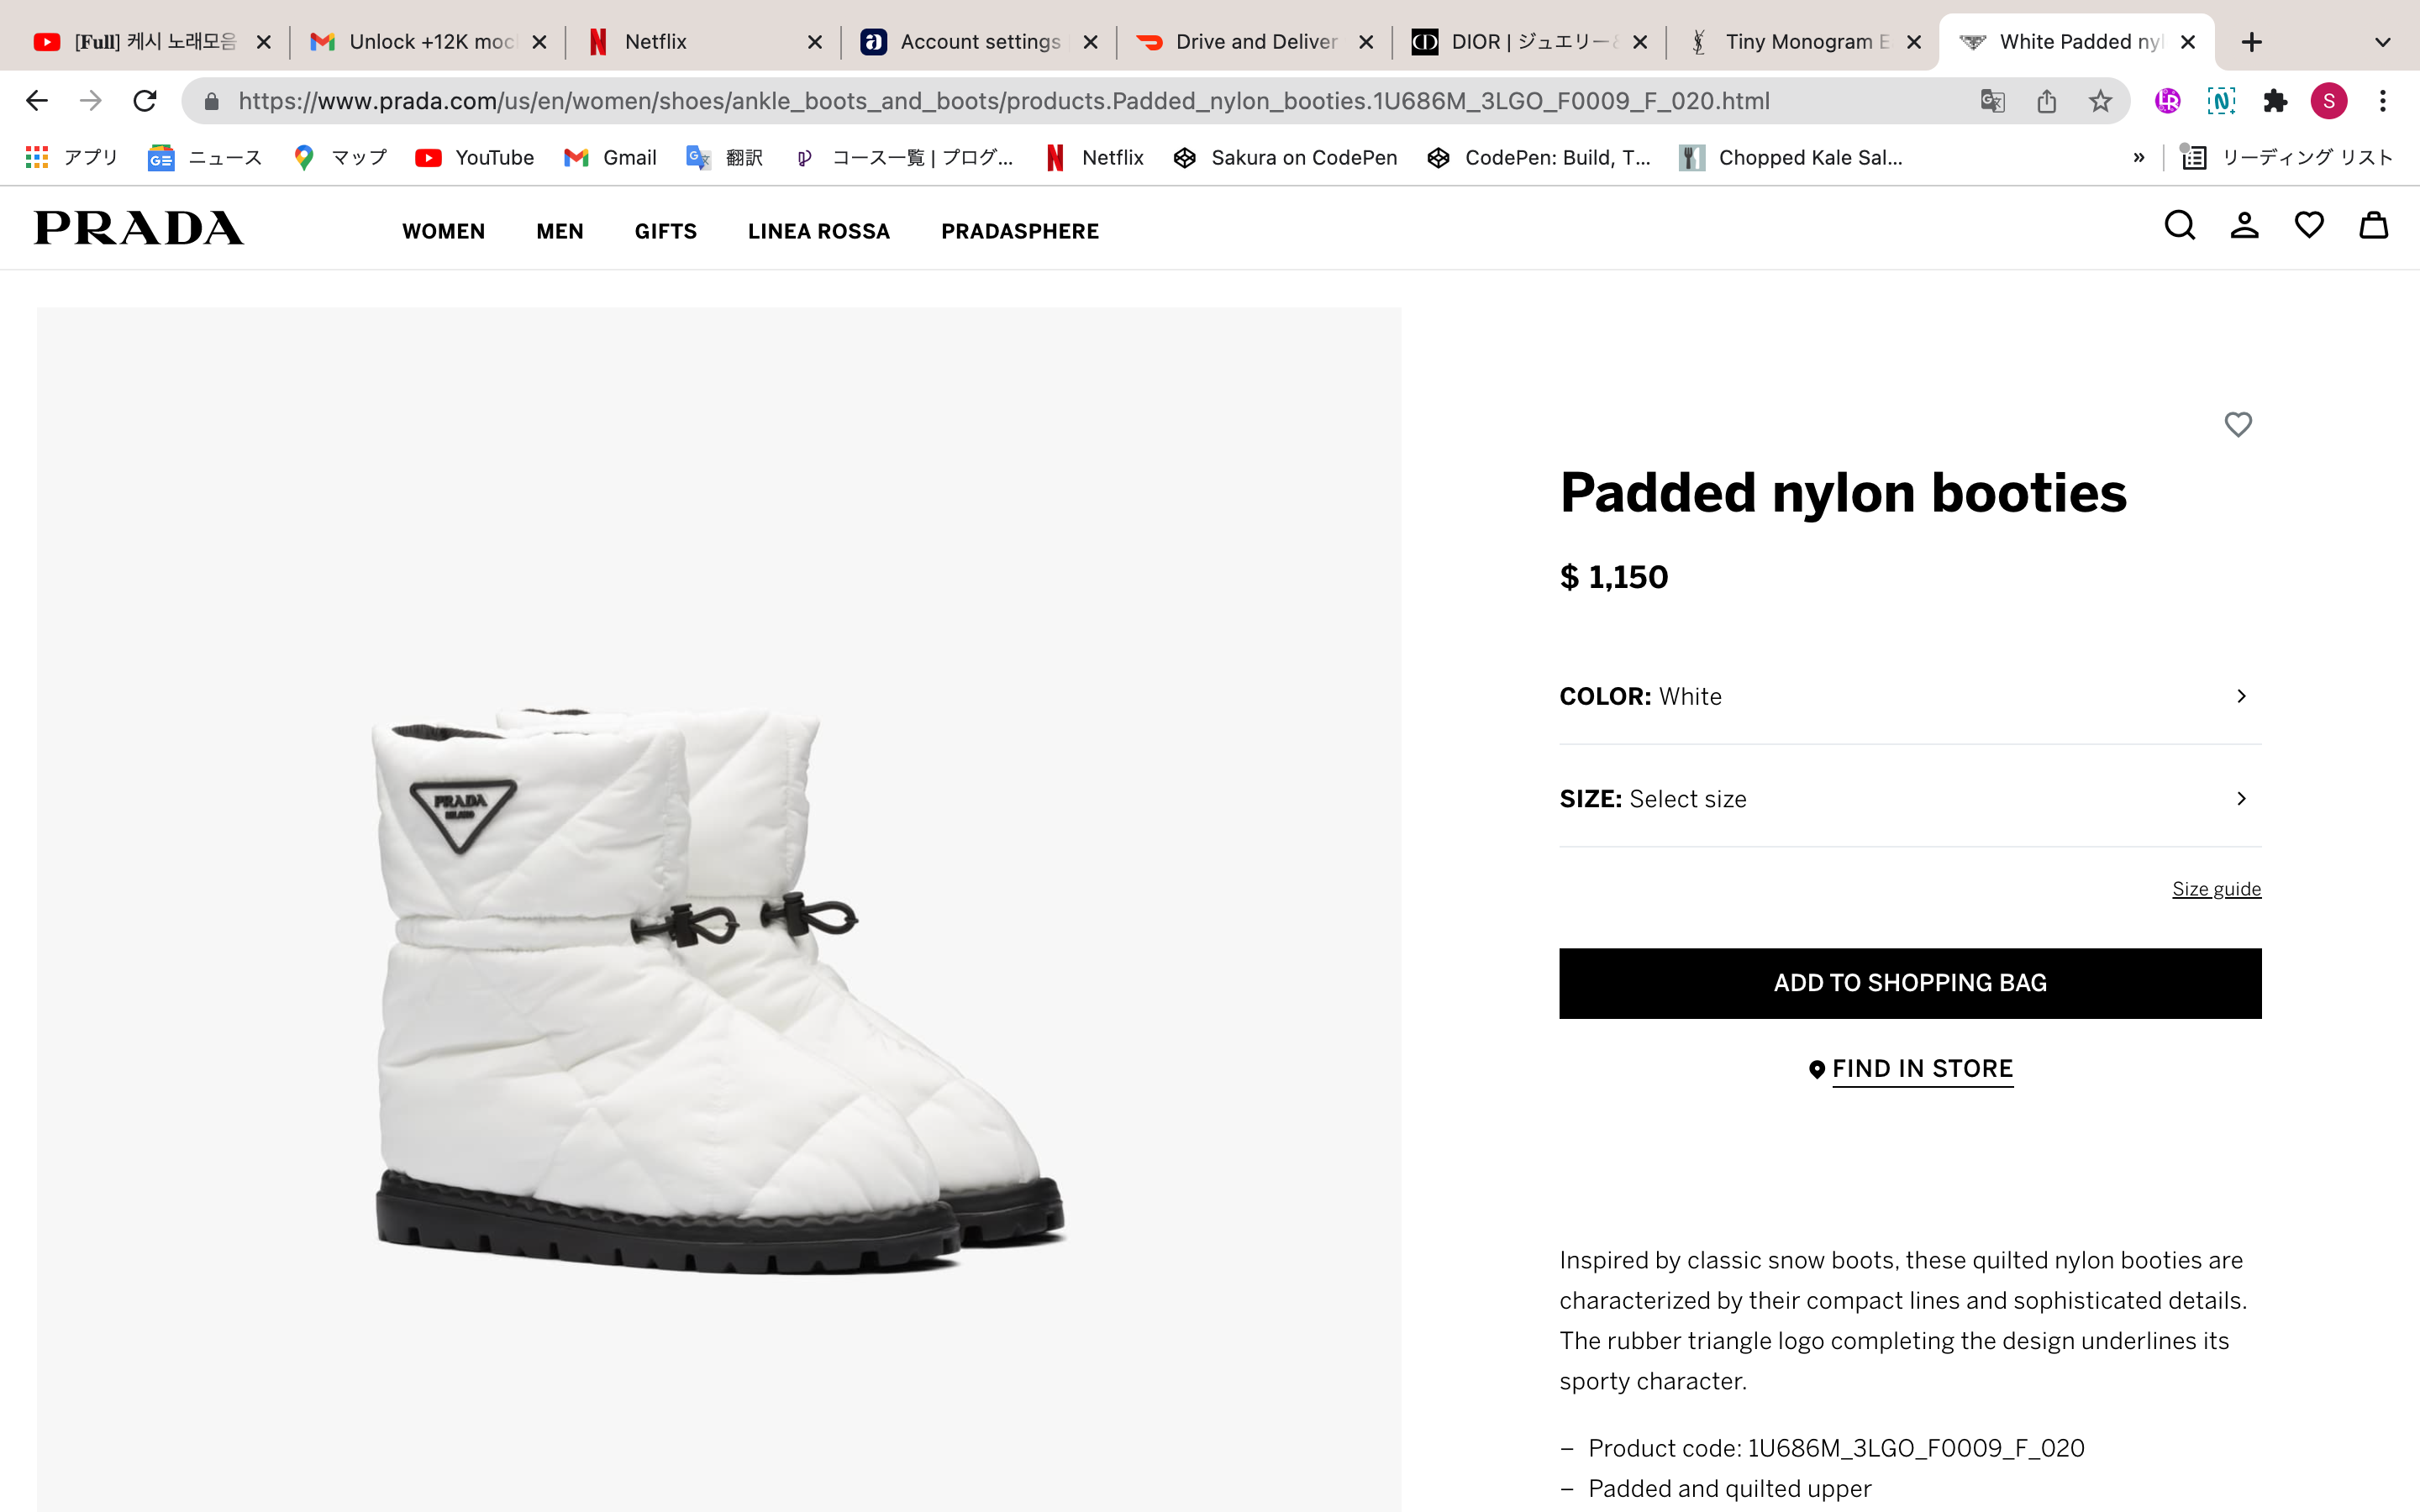 [Full] 케시 노래모음
Unlock +12K moc
Netflix
Account settings
Drive and Deliver
DIOR | ジュエリー
Tiny Monogram E
White Padded nyl
https://www.prada.com/us/en/women/shoes/ankle_boots_and_boots/products.Padded_nylon_booties.1U686M_3LGO_F0009_F_020.html
S
アプリ
ニュース
マップ
YouTube
Gmail
翻訳
コース一覧 | プログ...
Netflix
Sakura on CodePen
CodePen: Build, T...
Chopped Kale Sal...
»
リーディング リスト
PRADA
WOMEN
MEN
GIFTS
LINEA ROSSA
PRADASPHERE
PRADA
MILANO
Padded nylon booties
$ 1,150
COLOR: White
SIZE: Select size
Size guide
ADD TO SHOPPING BAG
FIND IN STORE
Inspired by classic snow boots, these quilted nylon booties are
characterized by their compact lines and sophisticated details.
The rubber triangle logo completing the design underlines its
sporty character.
– Product code: 1U686M_3LGO_F0009_F_020
– Padded and quilted upper